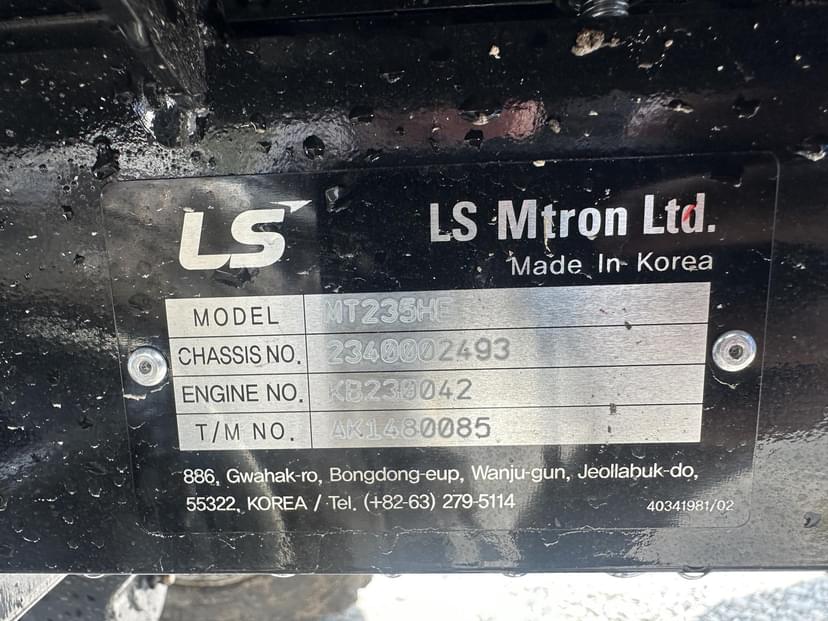 LS
LS Mtron Ltd.
Made In Korea
MODEL MT235HE
CHASSIS NO. 2340002493
ENGINE NO. KB230042
T/M NO. AK1480085
886, Gwahak-ro, Bongdong-eup, Wanju-gun, Jeollabuk-do,
55322, KOREA / Tel. (+82-63) 279-5114
40341981/02